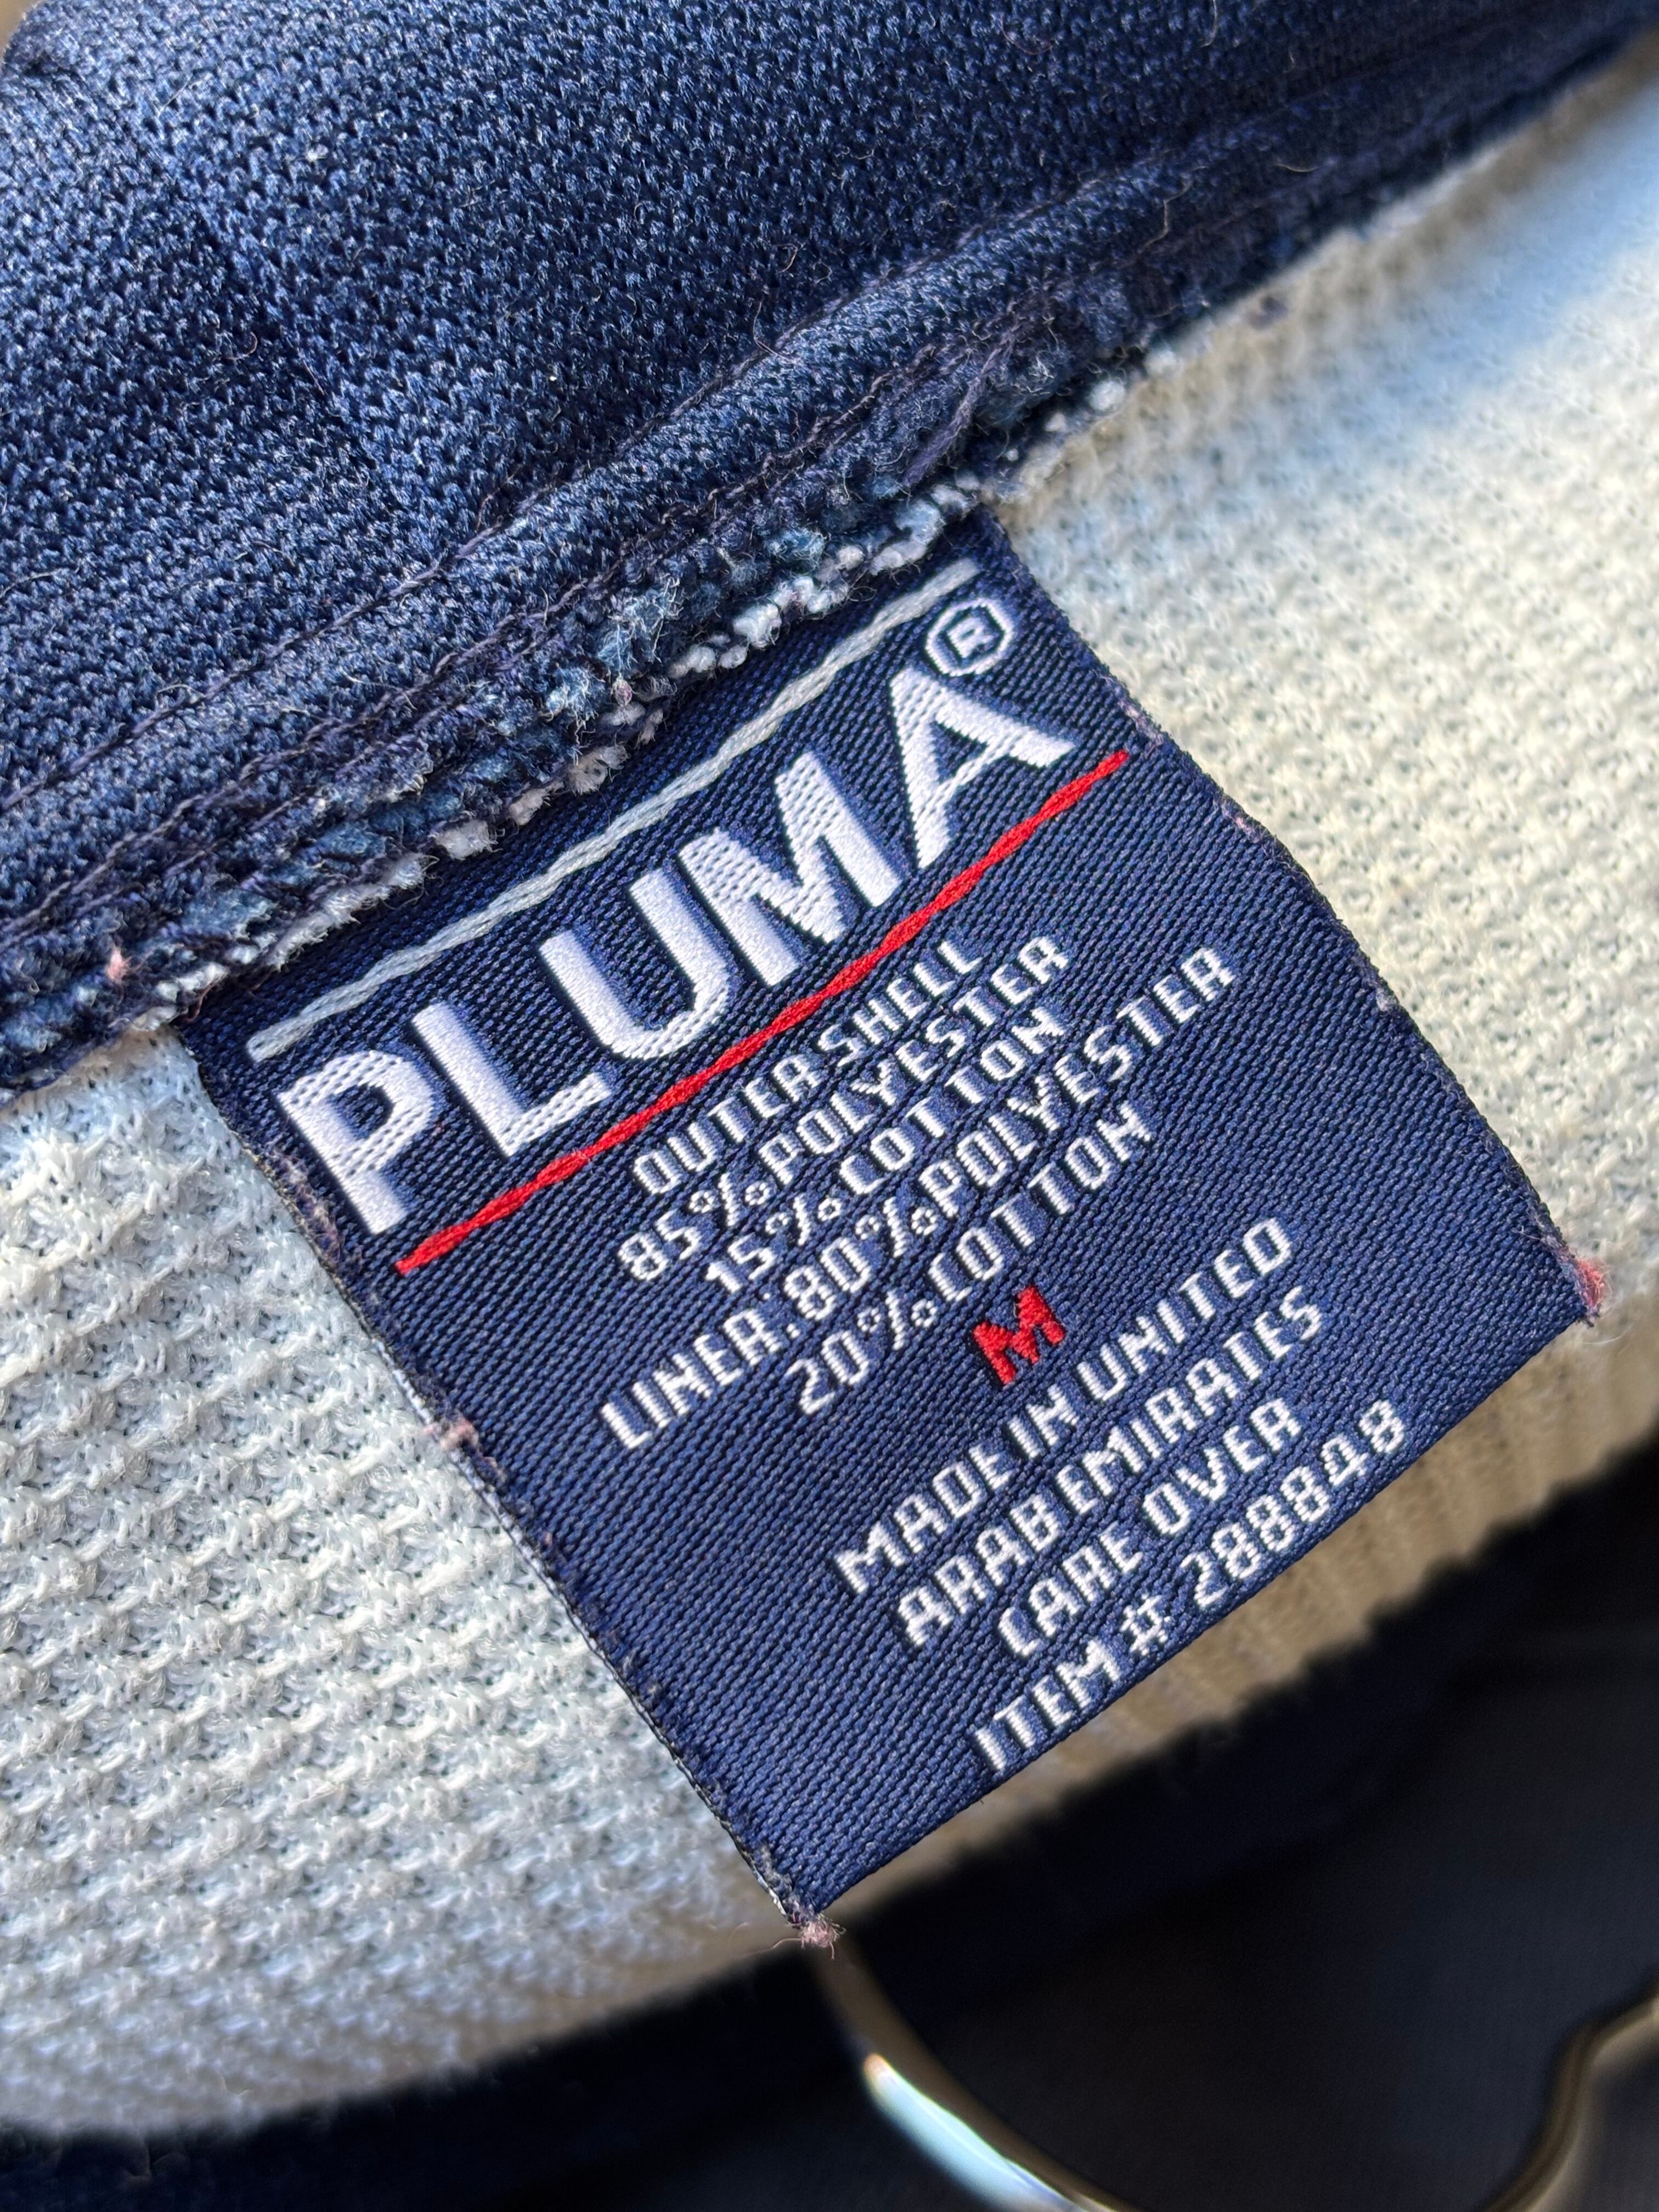 PLUMA®
OUTER SHELL
85% POLYESTER
15% COTTON
LINER:80% POLYESTER
20% COTTON
M
MADE IN UNITED
ARAB EMIRATES
CARE OVER
ITEM # 288848